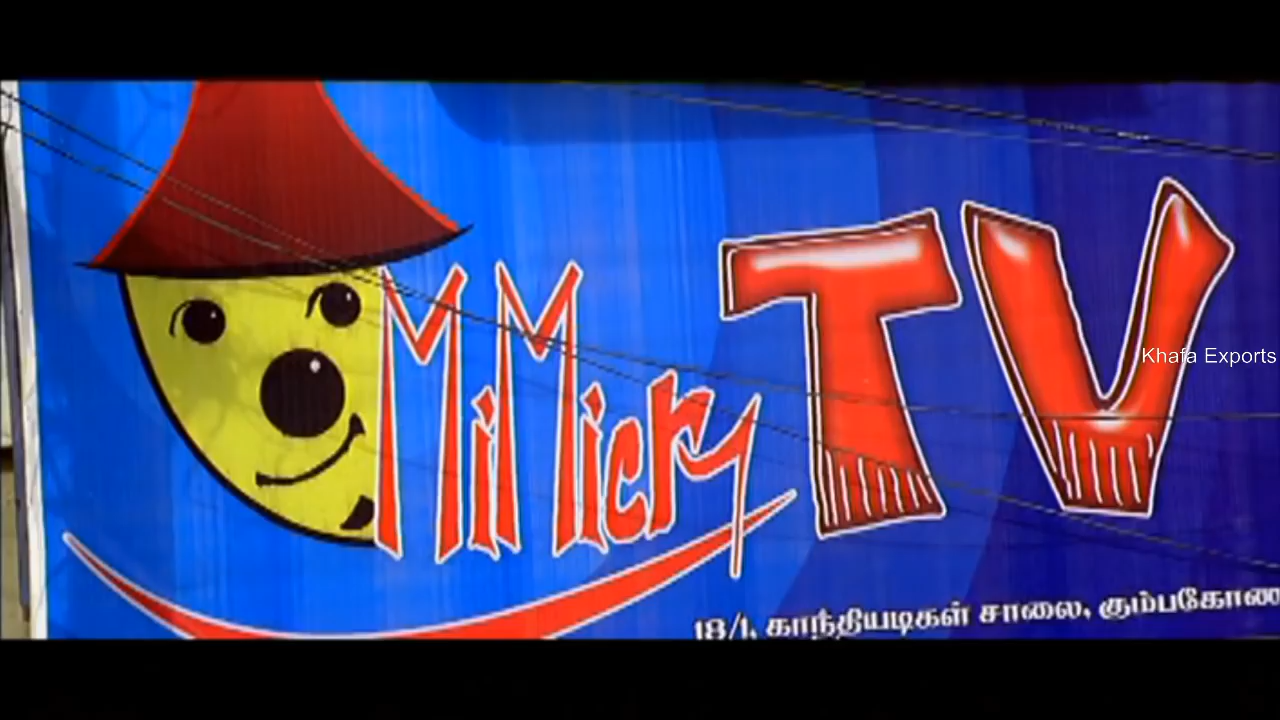 MiMicry TV
Khafa Exports
18/1, காந்தியடிகள் சாலை, கும்பகோண